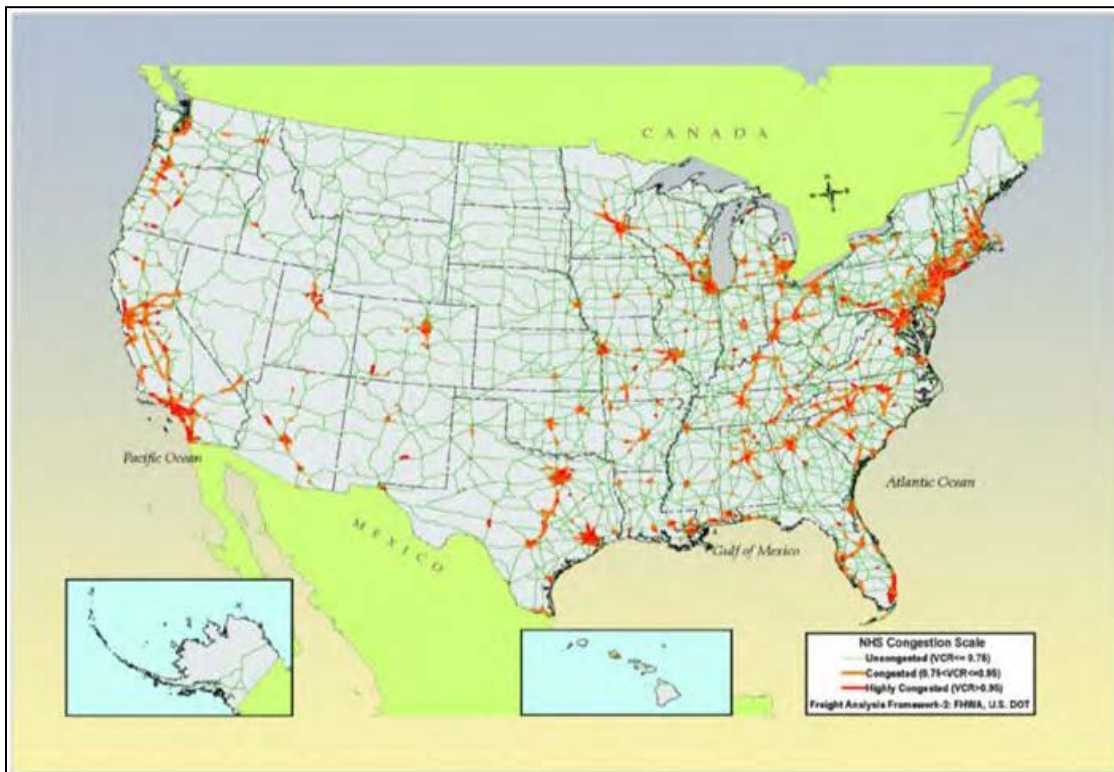 CANADA
Pacific Ocean
Atlantic Ocean
MEXICO
Gulf of Mexico
NHS Congestion Scale
Uncongested (VCR<= 0.75)
Congested (0.75<VCR<=0.95)
Highly Congested (VCR>0.95)
Freight Analysis Framework-2: FHWA, U.S. DOT